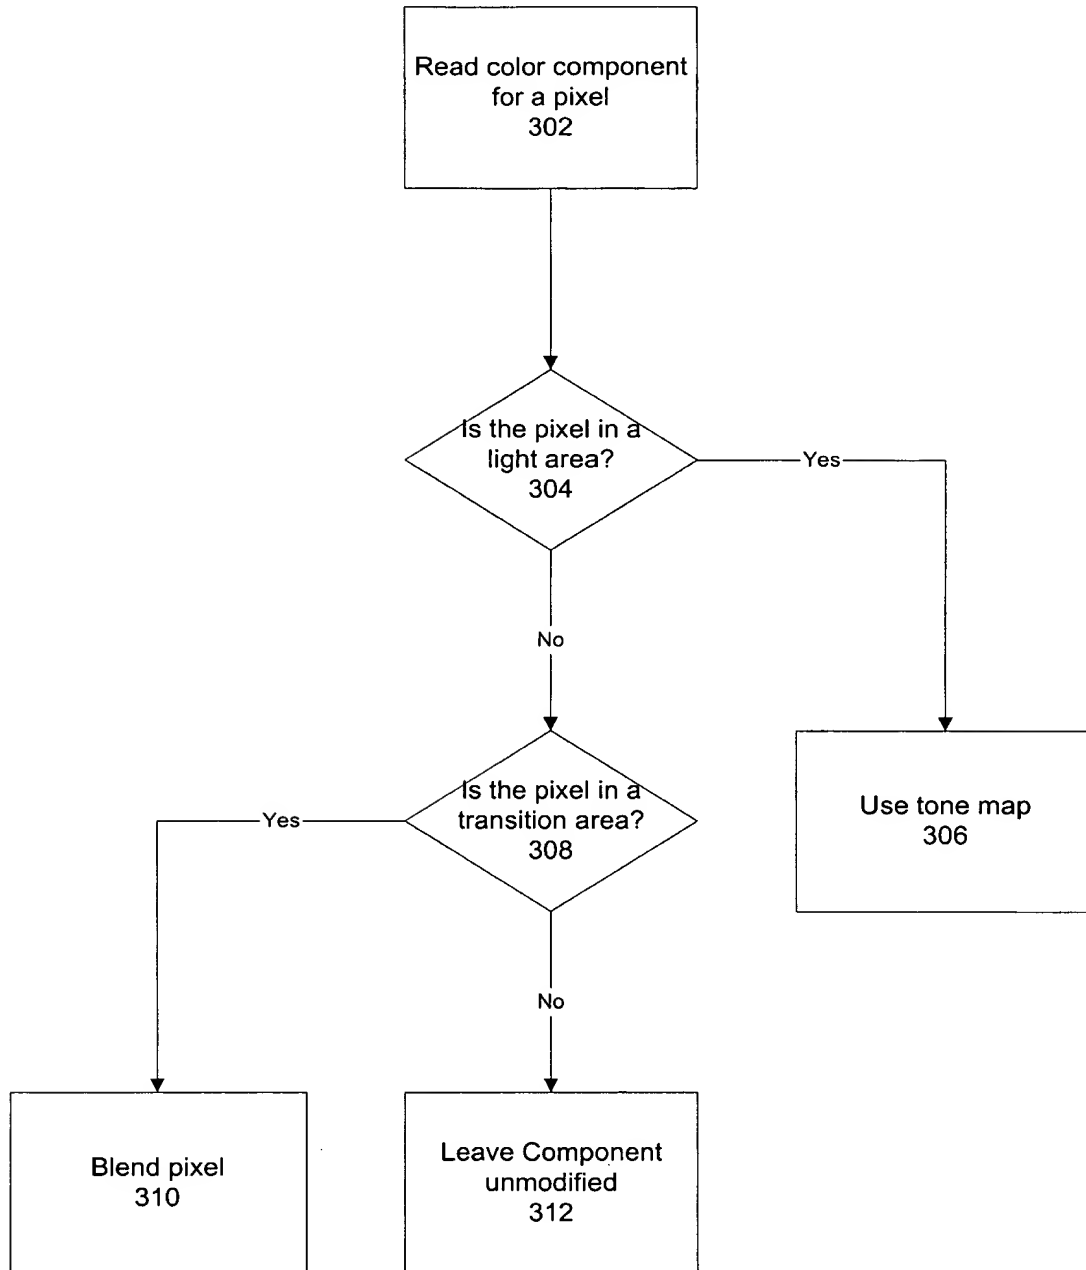 Read color component
for a pixel
302
Is the pixel in a
light area?
304
Yes
No
Is the pixel in a
transition area?
308
Yes
Use tone map
306
No
Blend pixel
310
Leave Component
unmodified
312